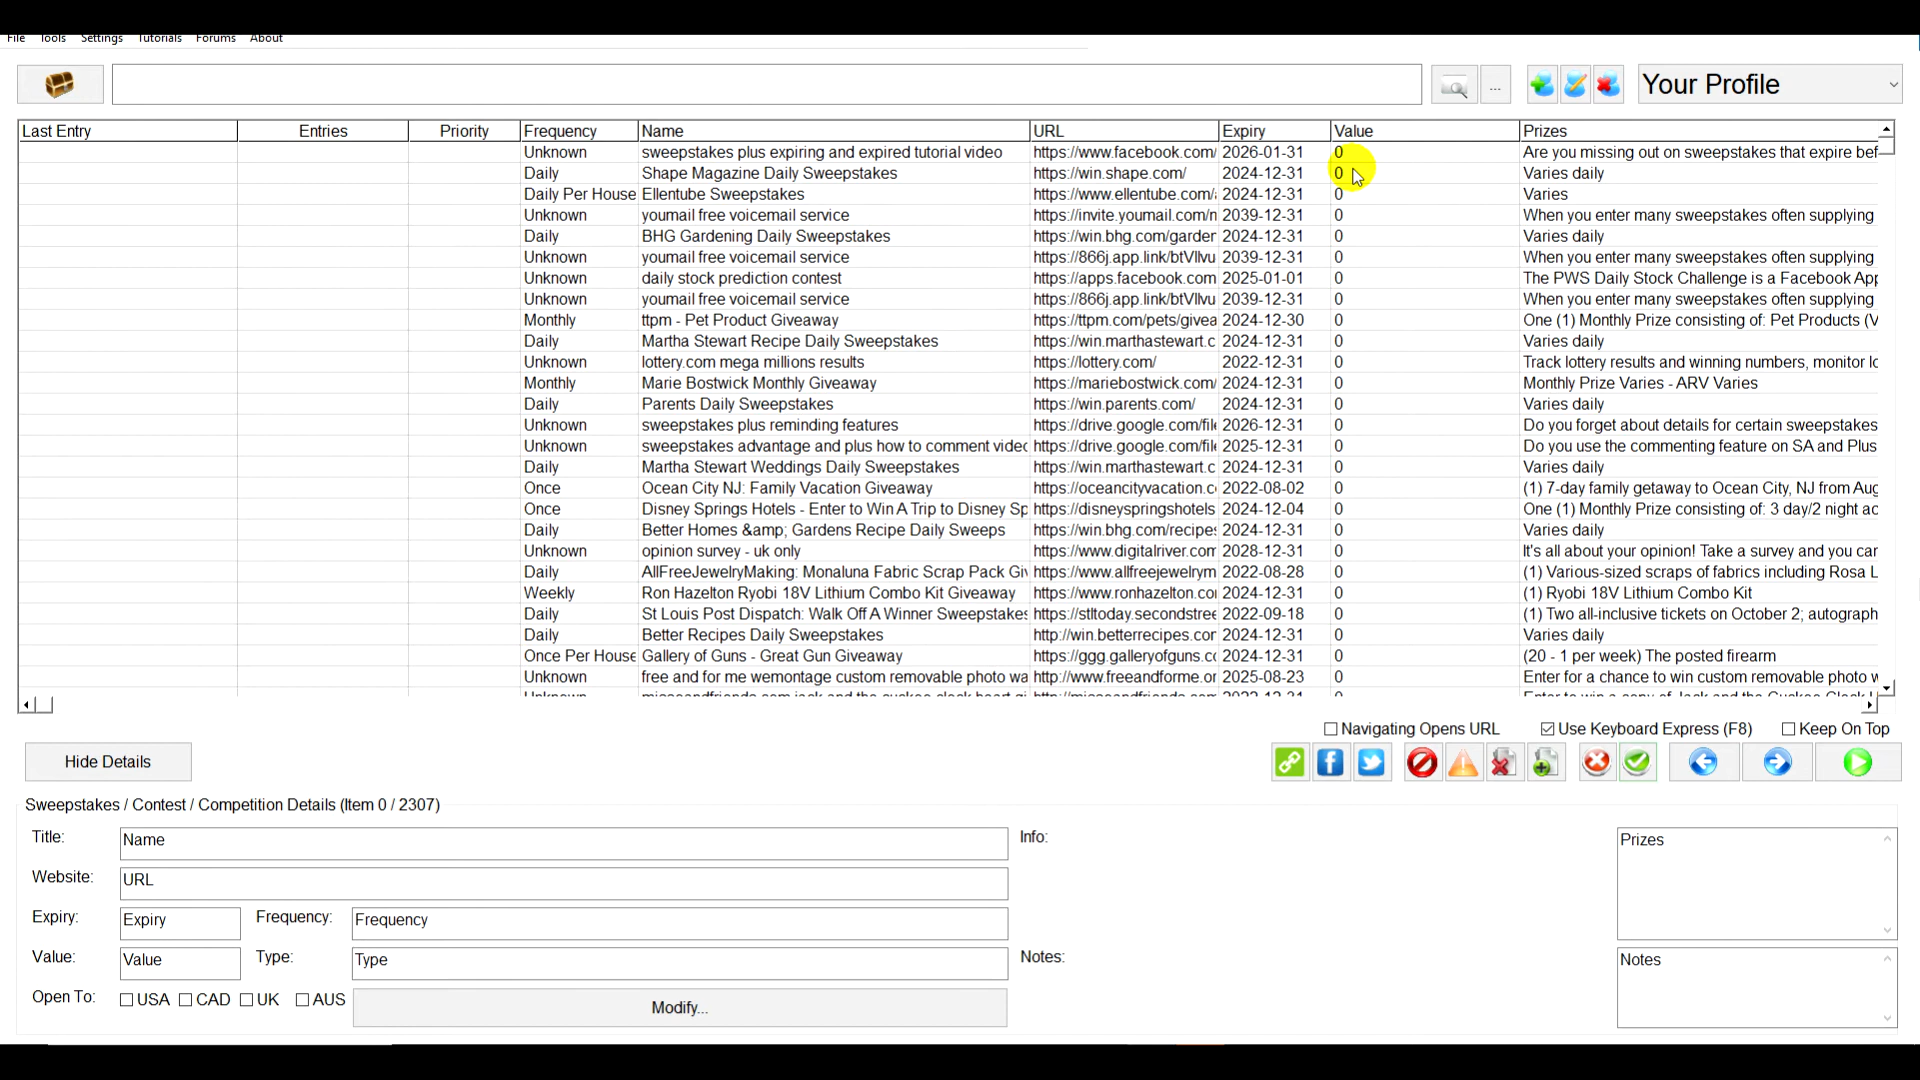 File Tools Settings Tutorials Forums About
... Your Profile
Last Entry Entries Priority Frequency Name URL Expiry Value Prizes
Unknown sweepstakes plus expiring and expired tutorial video https://www.facebook.com/ 2026-01-31 0 Are you missing out on sweepstakes that expire bef
Daily Shape Magazine Daily Sweepstakes https://win.shape.com/ 2024-12-31 0 Varies daily
Daily Per House Ellentube Sweepstakes https://www.ellentube.com/ 2024-12-31 0 Varies
Unknown youmail free voicemail service https://invite.youmail.com/ 2039-12-31 0 When you enter many sweepstakes often supplying
Daily BHG Gardening Daily Sweepstakes https://win.bhg.com/garden 2024-12-31 0 Varies daily
Unknown youmail free voicemail service https://866j.app.link/btVllvu 2039-12-31 0 When you enter many sweepstakes often supplying
Unknown daily stock prediction contest https://apps.facebook.com 2025-01-01 0 The PWS Daily Stock Challenge is a Facebook App
Unknown youmail free voicemail service https://866j.app.link/btVllvu 2039-12-31 0 When you enter many sweepstakes often supplying
Monthly ttpm - Pet Product Giveaway https://ttpm.com/pets/givea 2024-12-30 0 One (1) Monthly Prize consisting of: Pet Products (V
Daily Martha Stewart Recipe Daily Sweepstakes https://win.marthastewart.c 2024-12-31 0 Varies daily
Unknown lottery.com mega millions results https://lottery.com/ 2022-12-31 0 Track lottery results and winning numbers, monitor lo
Monthly Marie Bostwick Monthly Giveaway https://mariebostwick.com/ 2024-12-31 0 Monthly Prize Varies - ARV Varies
Daily Parents Daily Sweepstakes https://win.parents.com/ 2024-12-31 0 Varies daily
Unknown sweepstakes plus reminding features https://drive.google.com/file 2026-12-31 0 Do you forget about details for certain sweepstakes
Unknown sweepstakes advantage and plus how to comment videc https://drive.google.com/file 2025-12-31 0 Do you use the commenting feature on SA and Plus
Daily Martha Stewart Weddings Daily Sweepstakes https://win.marthastewart.c 2024-12-31 0 Varies daily
Once Ocean City NJ: Family Vacation Giveaway https://oceancityvacation.c 2022-08-02 0 (1) 7-day family getaway to Ocean City, NJ from Aug
Once Disney Springs Hotels - Enter to Win A Trip to Disney Sp https://disneyspringshotels 2024-12-04 0 One (1) Monthly Prize consisting of: 3 day/2 night ac
Daily Better Homes &amp; Gardens Recipe Daily Sweeps https://win.bhg.com/recipes 2024-12-31 0 Varies daily
Unknown opinion survey - uk only https://www.digitalriver.com 2028-12-31 0 It's all about your opinion! Take a survey and you can
Daily AllFreeJewelryMaking: Monaluna Fabric Scrap Pack Giv https://www.allfreejewelrym 2022-08-28 0 (1) Various-sized scraps of fabrics including Rosa L
Weekly Ron Hazelton Ryobi 18V Lithium Combo Kit Giveaway https://www.ronhazelton.co 2024-12-31 0 (1) Ryobi 18V Lithium Combo Kit
Daily St Louis Post Dispatch: Walk Off A Winner Sweepstakes https://stltoday.secondstree 2022-09-18 0 (1) Two all-inclusive tickets on October 2; autograph
Daily Better Recipes Daily Sweepstakes http://win.betterrecipes.cor 2024-12-31 0 Varies daily
Once Per House Gallery of Guns - Great Gun Giveaway https://ggg.galleryofguns.cc 2024-12-31 0 (20 - 1 per week) The posted firearm
Unknown free and for me wemontage custom removable photo wa http://www.freeandforme.or 2025-08-23 0 Enter for a chance to win custom removable photo w
Navigating Opens URL Use Keyboard Express (F8) Keep On Top
Hide Details
Sweepstakes / Contest / Competition Details (Item 0 / 2307)
Title: Name Info: Prizes
Website: URL
Expiry: Expiry Frequency: Frequency
Value: Value Type: Type Notes: Notes
Open To: USA CAD UK AUS Modify...